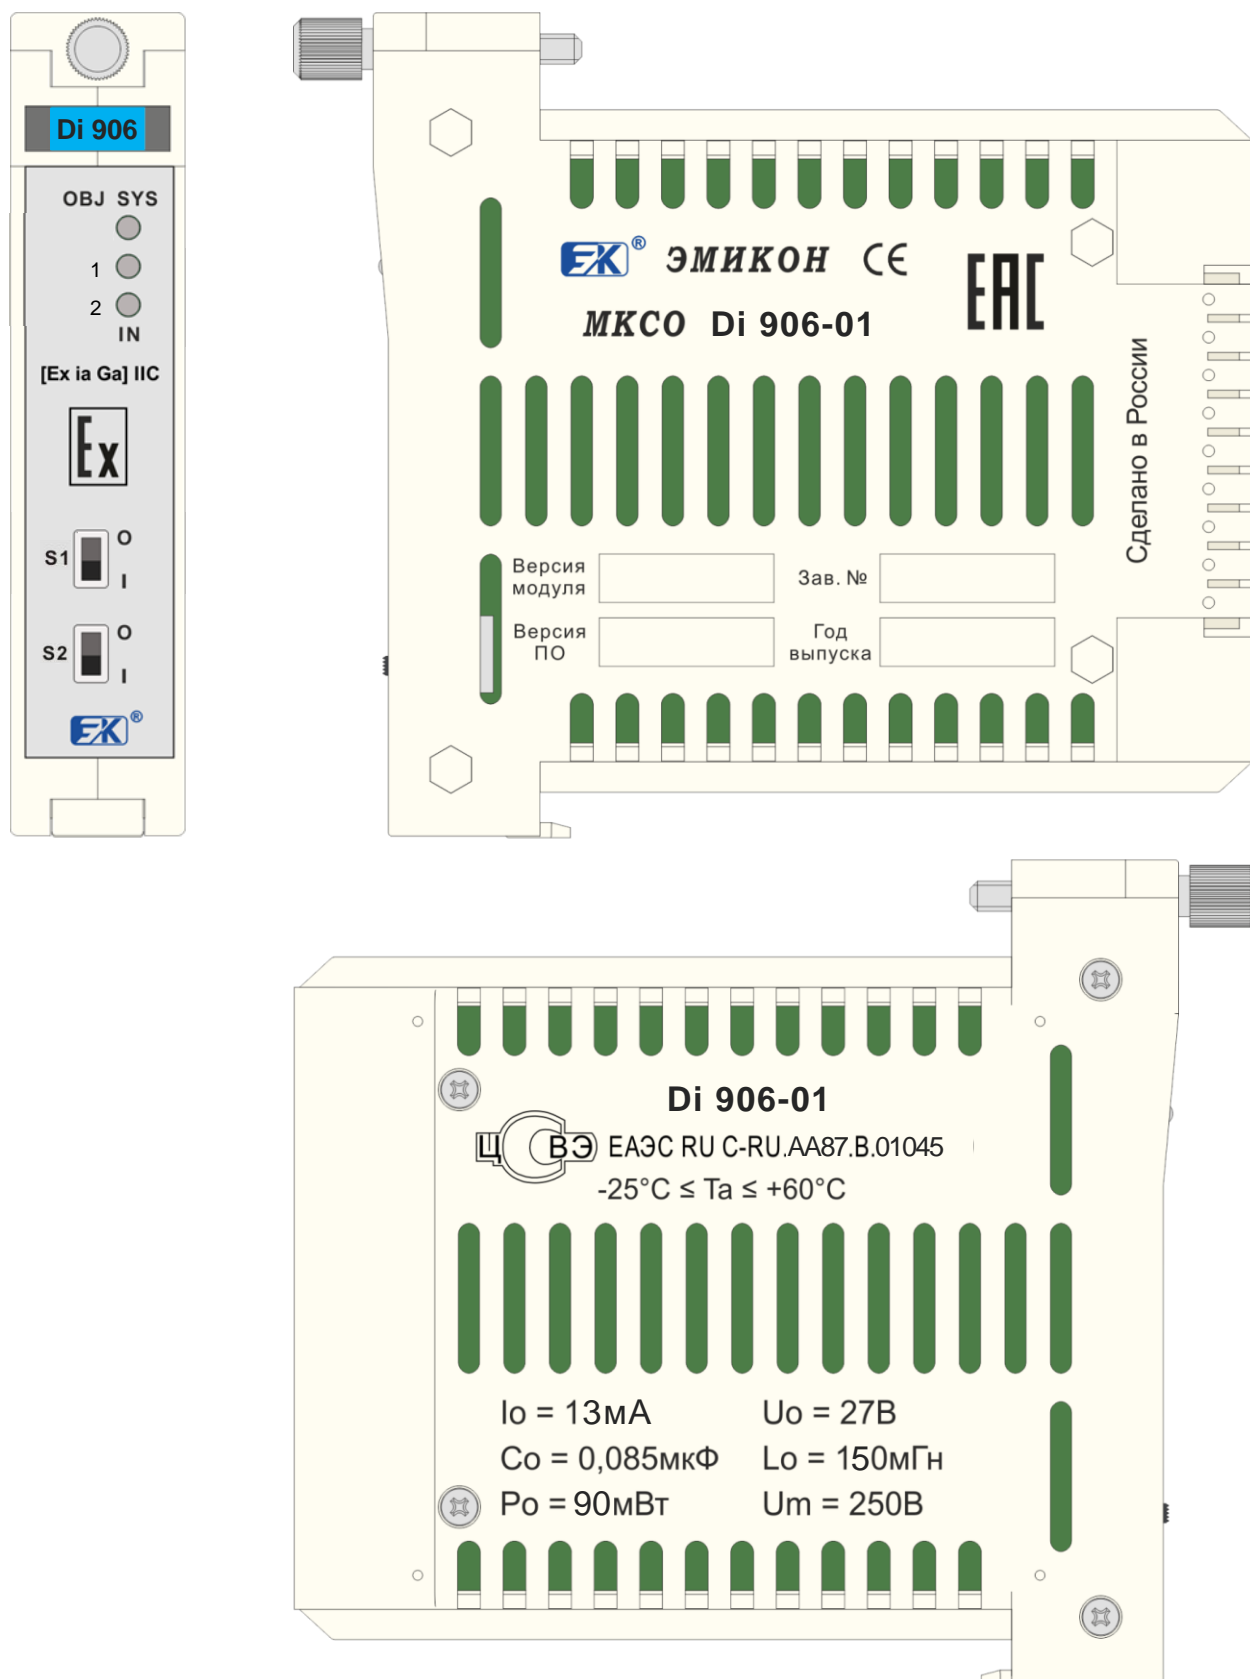 Di 906
OBJ SYS
1
2
IN
[Ex ia Ga] IIC
Ex
S1 O
I
S2 O
I
EK®
EK® ЭМИКОН CE
EAC
МКСО Di 906-01
Сделано в России
Версия модуля
Зав. №
Версия ПО
Год выпуска
Di 906-01
Ц ВЭ ЕАЭС RU C-RU.AA87.B.01045
-25°C ≤ Ta ≤ +60°C
Io = 13мА Uo = 27В
Co = 0,085мкФ Lo = 150мГн
Po = 90мВт Um = 250В